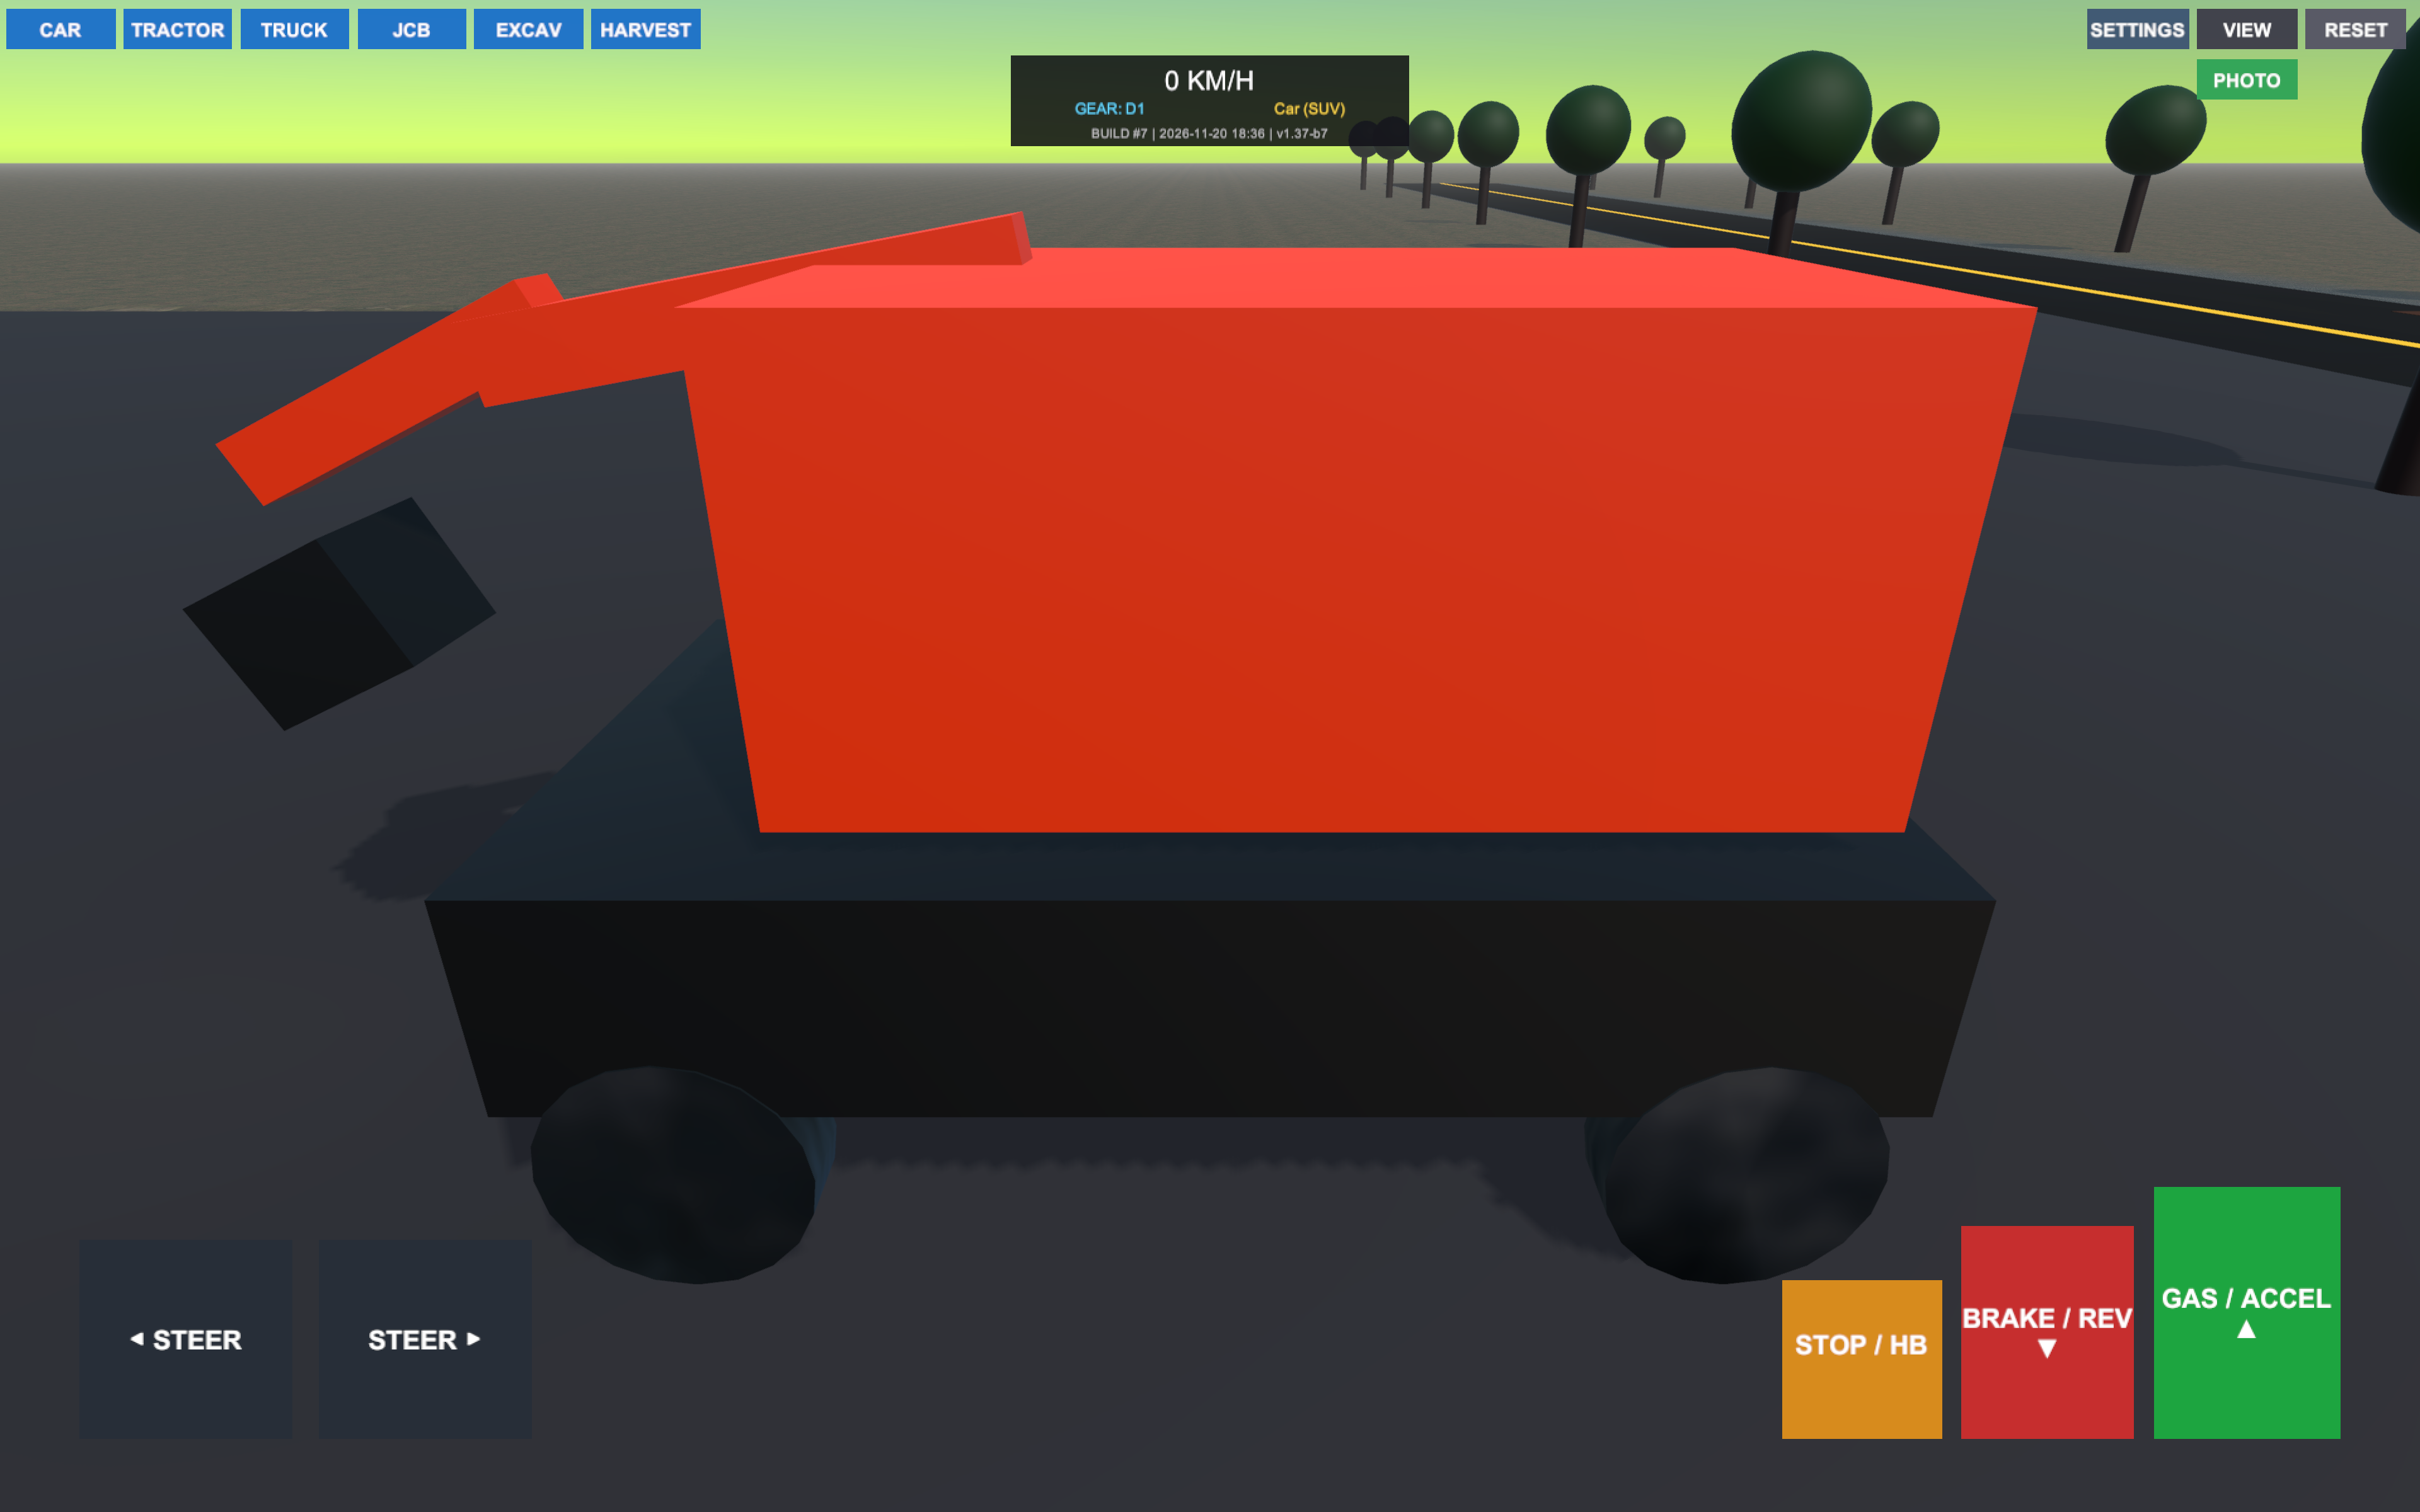 CAR TRACTOR TRUCK JCB EXCAV HARVEST
SETTINGS VIEW RESET
PHOTO
0 KM/H
GEAR: D1 Car (SUV)
BUILD #7 | 2026-11-20 18:36 | v1.37-b7
◄ STEER STEER ►
STOP / HB
BRAKE / REV
▼
GAS / ACCEL
▲